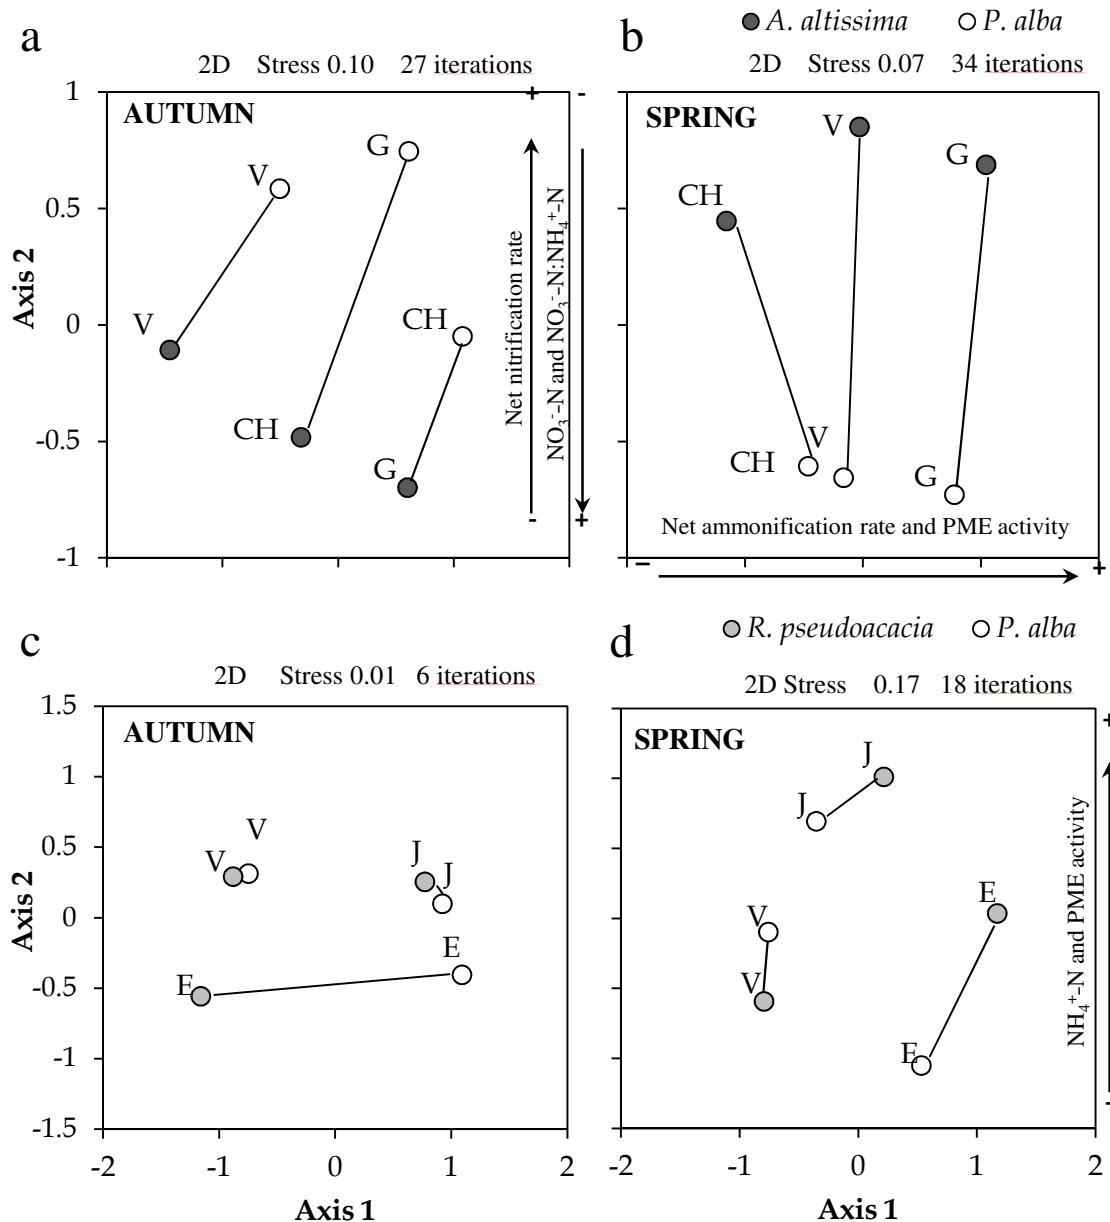 a
2D Stress 0.10 27 iterations
b
A. altissima P. alba
2D Stress 0.07 34 iterations
1
0.5
0
-0.5
-1
Axis 2
AUTUMN
V
G
V
CH
CH
G
+
-
Net nitrification rate
-
NO₃⁻-N and NO₃⁻-N:NH₄⁺-N
+
SPRING
V
G
CH
V
CH
G
Net ammonification rate and PME activity
− +
c
2D Stress 0.01 6 iterations
d
R. pseudoacacia P. alba
2D Stress 0.17 18 iterations
1.5
1
0.5
0
-0.5
-1
-1.5
Axis 2
AUTUMN
V
V
J
J
E
E
-2 -1 0 1 2
Axis 1
SPRING
J
J
E
V
V
E
+
NH₄⁺-N and PME activity
-
-2 -1 0 1 2
Axis 1